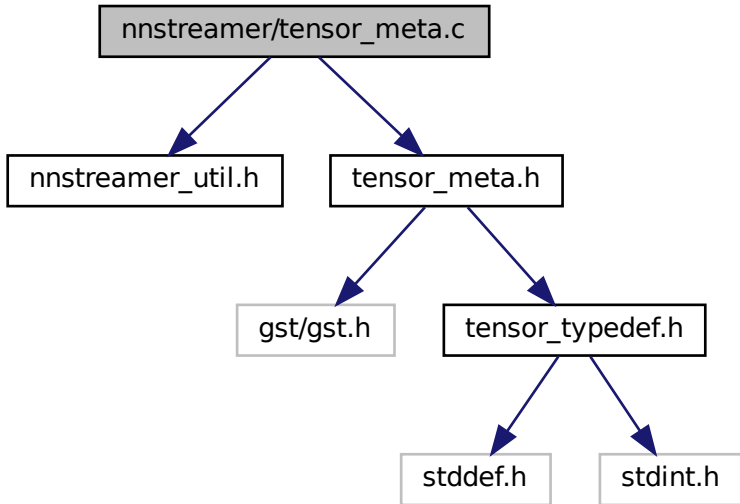 nnstreamer/tensor_meta.c
nnstreamer_util.h
tensor_meta.h
gst/gst.h
tensor_typedef.h
stddef.h
stdint.h